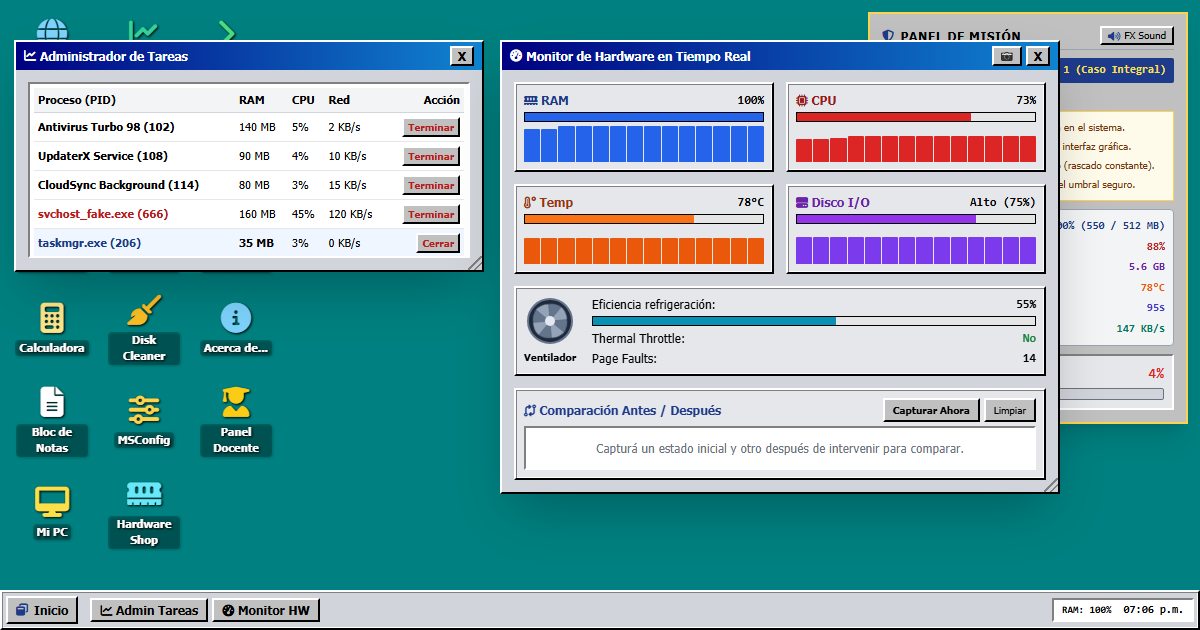 Administrador de Tareas
X
Proceso (PID) RAM CPU Red Acción
Antivirus Turbo 98 (102) 140 MB 5% 2 KB/s Terminar
UpdaterX Service (108) 90 MB 4% 10 KB/s Terminar
CloudSync Background (114) 80 MB 3% 15 KB/s Terminar
svchost_fake.exe (666) 160 MB 45% 120 KB/s Terminar
taskmgr.exe (206) 35 MB 3% 0 KB/s Cerrar
Calculadora
Disk
Cleaner
Acerca de...
Bloc de
Notas
MSConfig
Panel
Docente
Mi PC
Hardware
Shop
Monitor de Hardware en Tiempo Real
X
RAM 100%
CPU 73%
Temp 78°C
Disco I/O Alto (75%)
Ventilador
Eficiencia refrigeración: 55%
Thermal Throttle: No
Page Faults: 14
Comparación Antes / Después
Capturar Ahora
Limpiar
Capturá un estado inicial y otro después de intervenir para comparar.
PANEL DE MISIÓN
FX Sound
1 (Caso Integral)
en el sistema.
interfaz gráfica.
(rascado constante).
umbral seguro.
(550 / 512 MB)
88%
5.6 GB
78°C
95s
147 KB/s
4%
Inicio
Admin Tareas
Monitor HW
RAM: 100% 07:06 p.m.